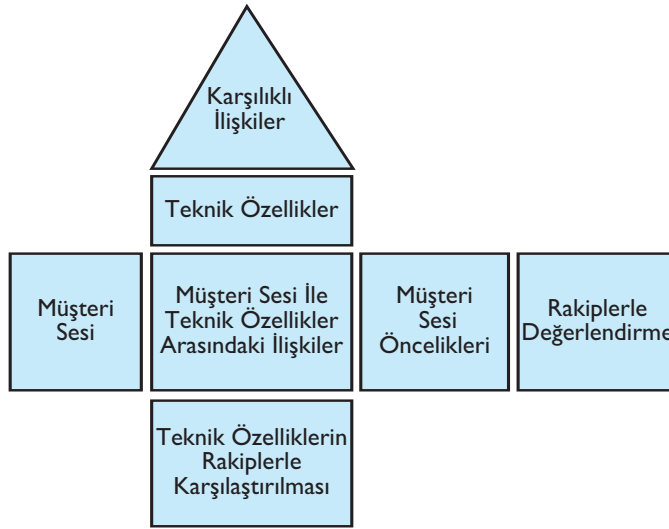 Karşılıklı
İlişkiler
Teknik Özellikler
Müşteri
Sesi
Müşteri Sesi İle
Teknik Özellikler
Arasındaki İlişkiler
Müşteri
Sesi
Öncelikleri
Rakiplerle
Değerlendirme
Teknik Özelliklerin
Rakiplerle
Karşılaştırılması